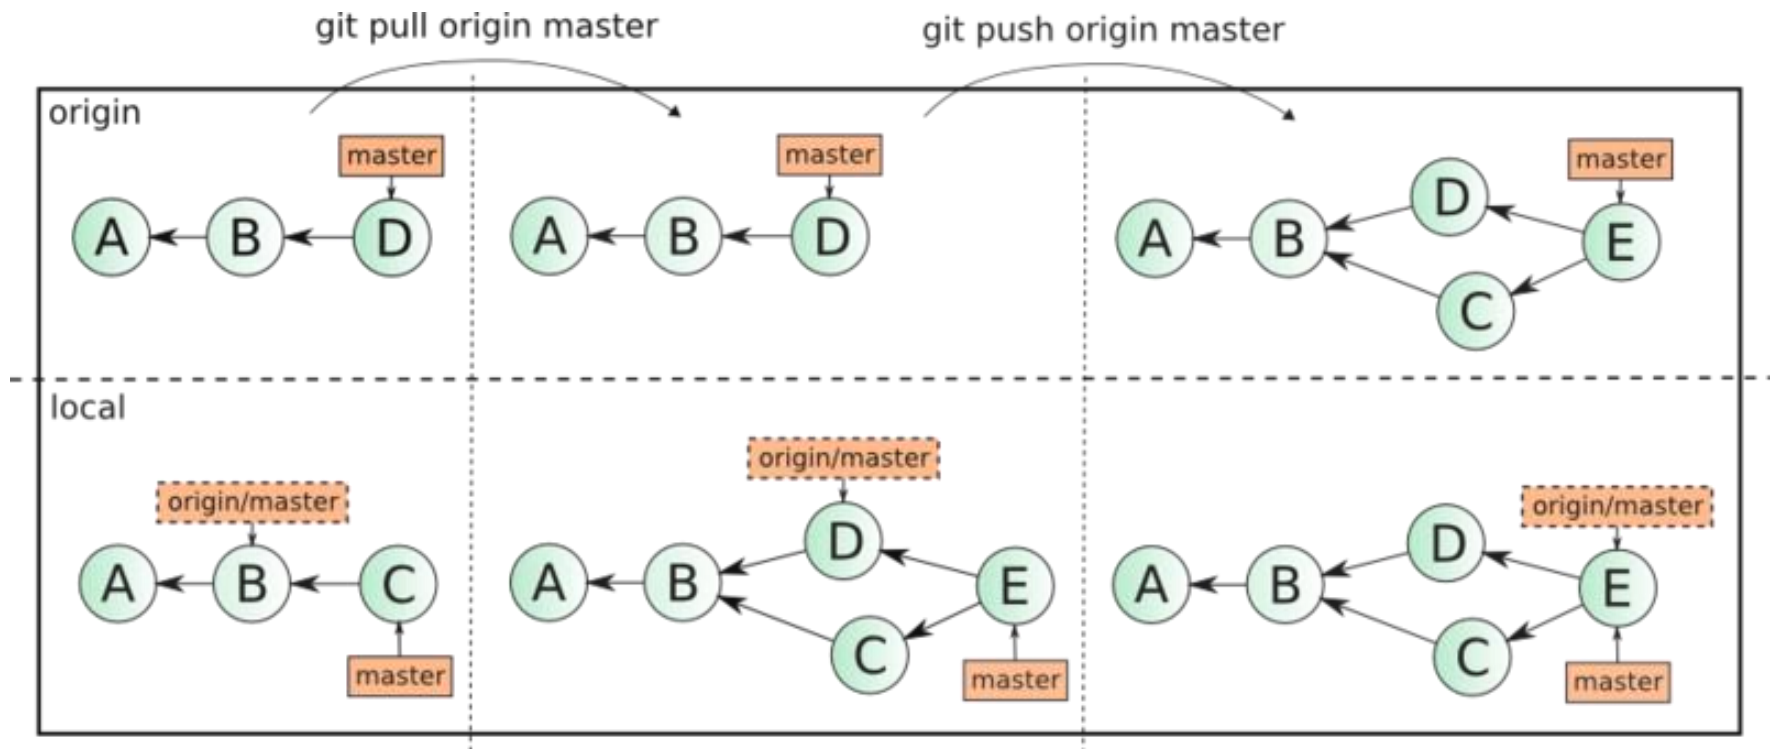 git pull origin master
git push origin master
origin
master
A
B
D
master
A
B
D
master
A
B
D
C
E
local
origin/master
A
B
C
master
origin/master
A
B
D
C
E
master
origin/master
A
B
D
C
E
master